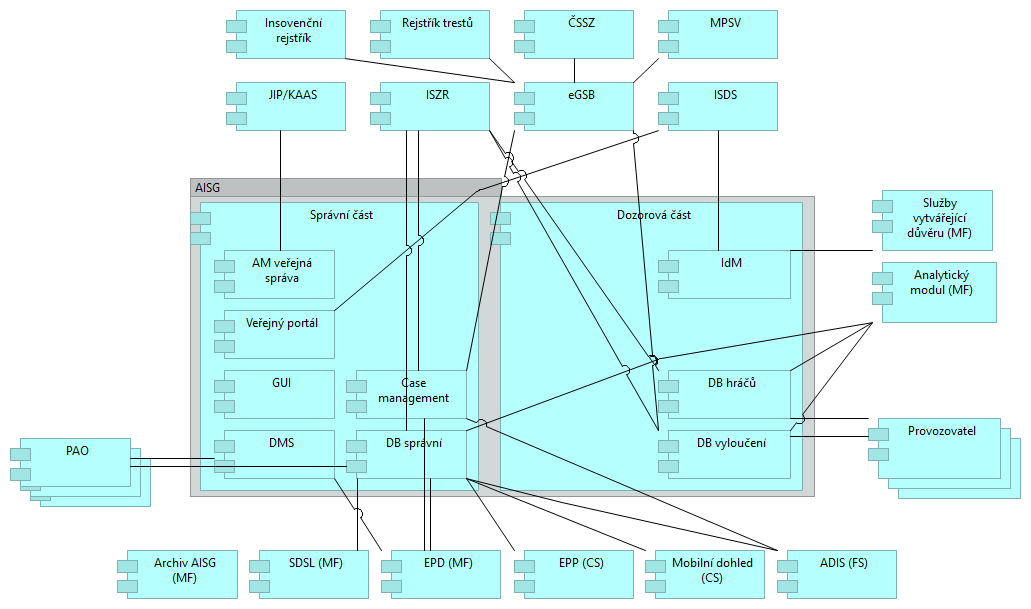 Insovenční
rejstřík
Rejstřík trestů
ČSSZ
MPSV
JIP/KAAS
ISZR
eGSB
ISDS
AISG
Správní část
Dozorová část
Služby
vytvářející
důvěru (MF)
AM veřejná
správa
IdM
Analytický
modul (MF)
Veřejný portál
GUI
Case
management
DB hráčů
DMS
DB správní
DB vyloučení
Provozovatel
PAO
Archiv AISG
(MF)
SDSL (MF)
EPD (MF)
EPP (CS)
Mobilní dohled
(CS)
ADIS (FS)